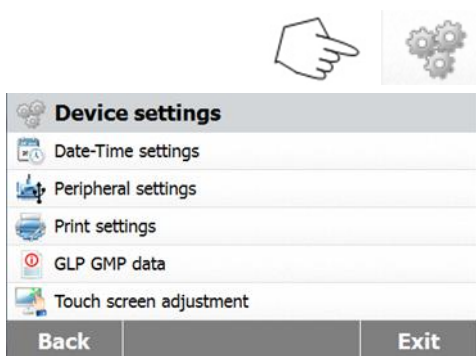 Device settings
Date-Time settings
Peripheral settings
Print settings
GLP GMP data
Touch screen adjustment
Back Exit